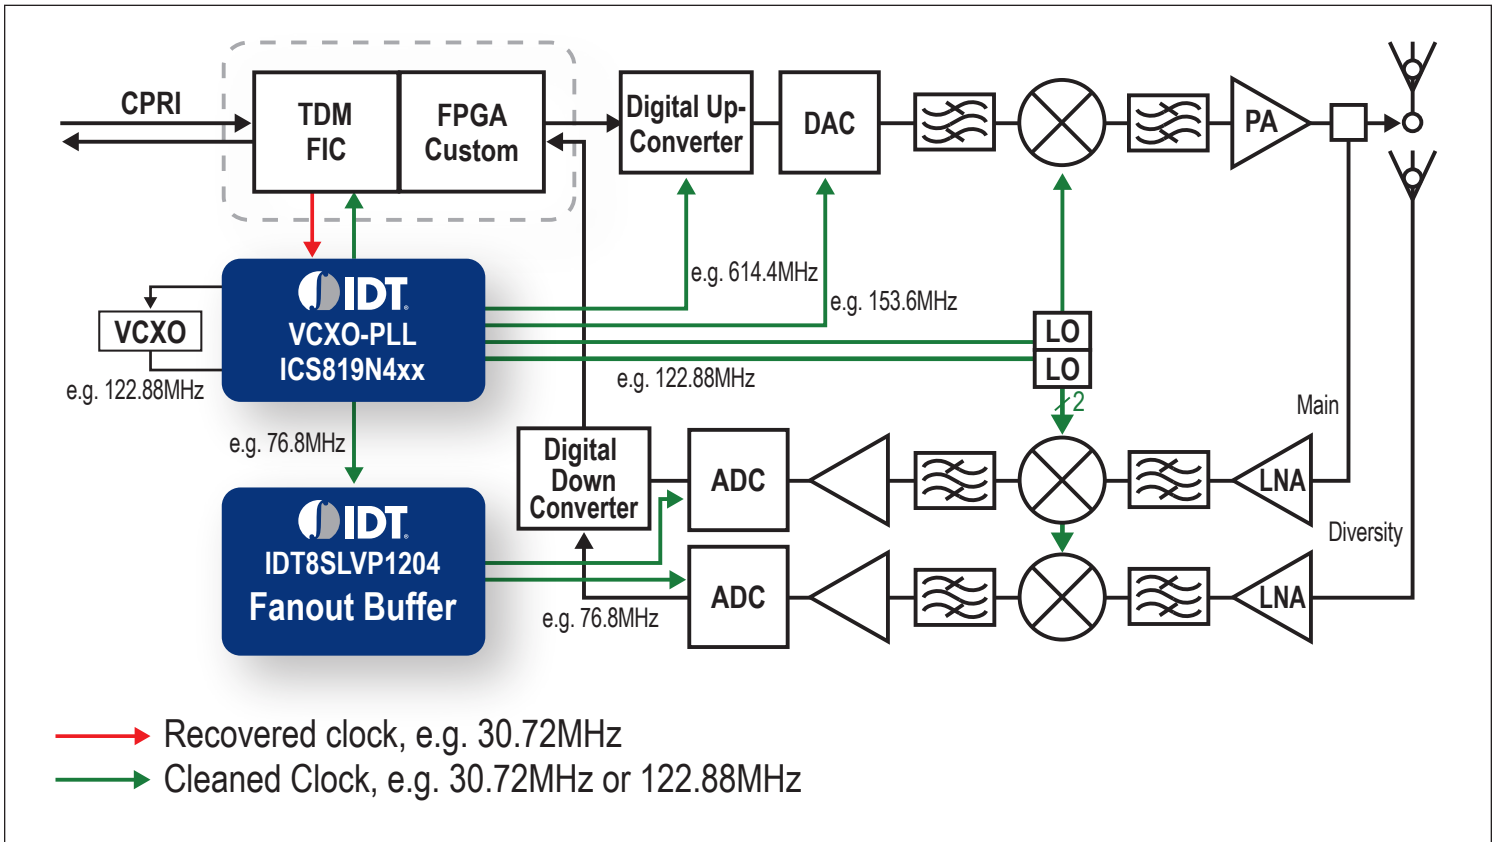 CPRI
TDM
FIC
FPGA
Custom
Digital Up-
Converter
DAC
PA
e.g. 614.4MHz
e.g. 153.6MHz
IDT.
VCXO-PLL
ICS819N4xx
VCXO
e.g. 122.88MHz
e.g. 122.88MHz
LO
LO
2
Main
e.g. 76.8MHz
Digital
Down
Converter
ADC
LNA
Diversity
IDT.
IDT8SLVP1204
Fanout Buffer
e.g. 76.8MHz
ADC
LNA
Recovered clock, e.g. 30.72MHz
Cleaned Clock, e.g. 30.72MHz or 122.88MHz